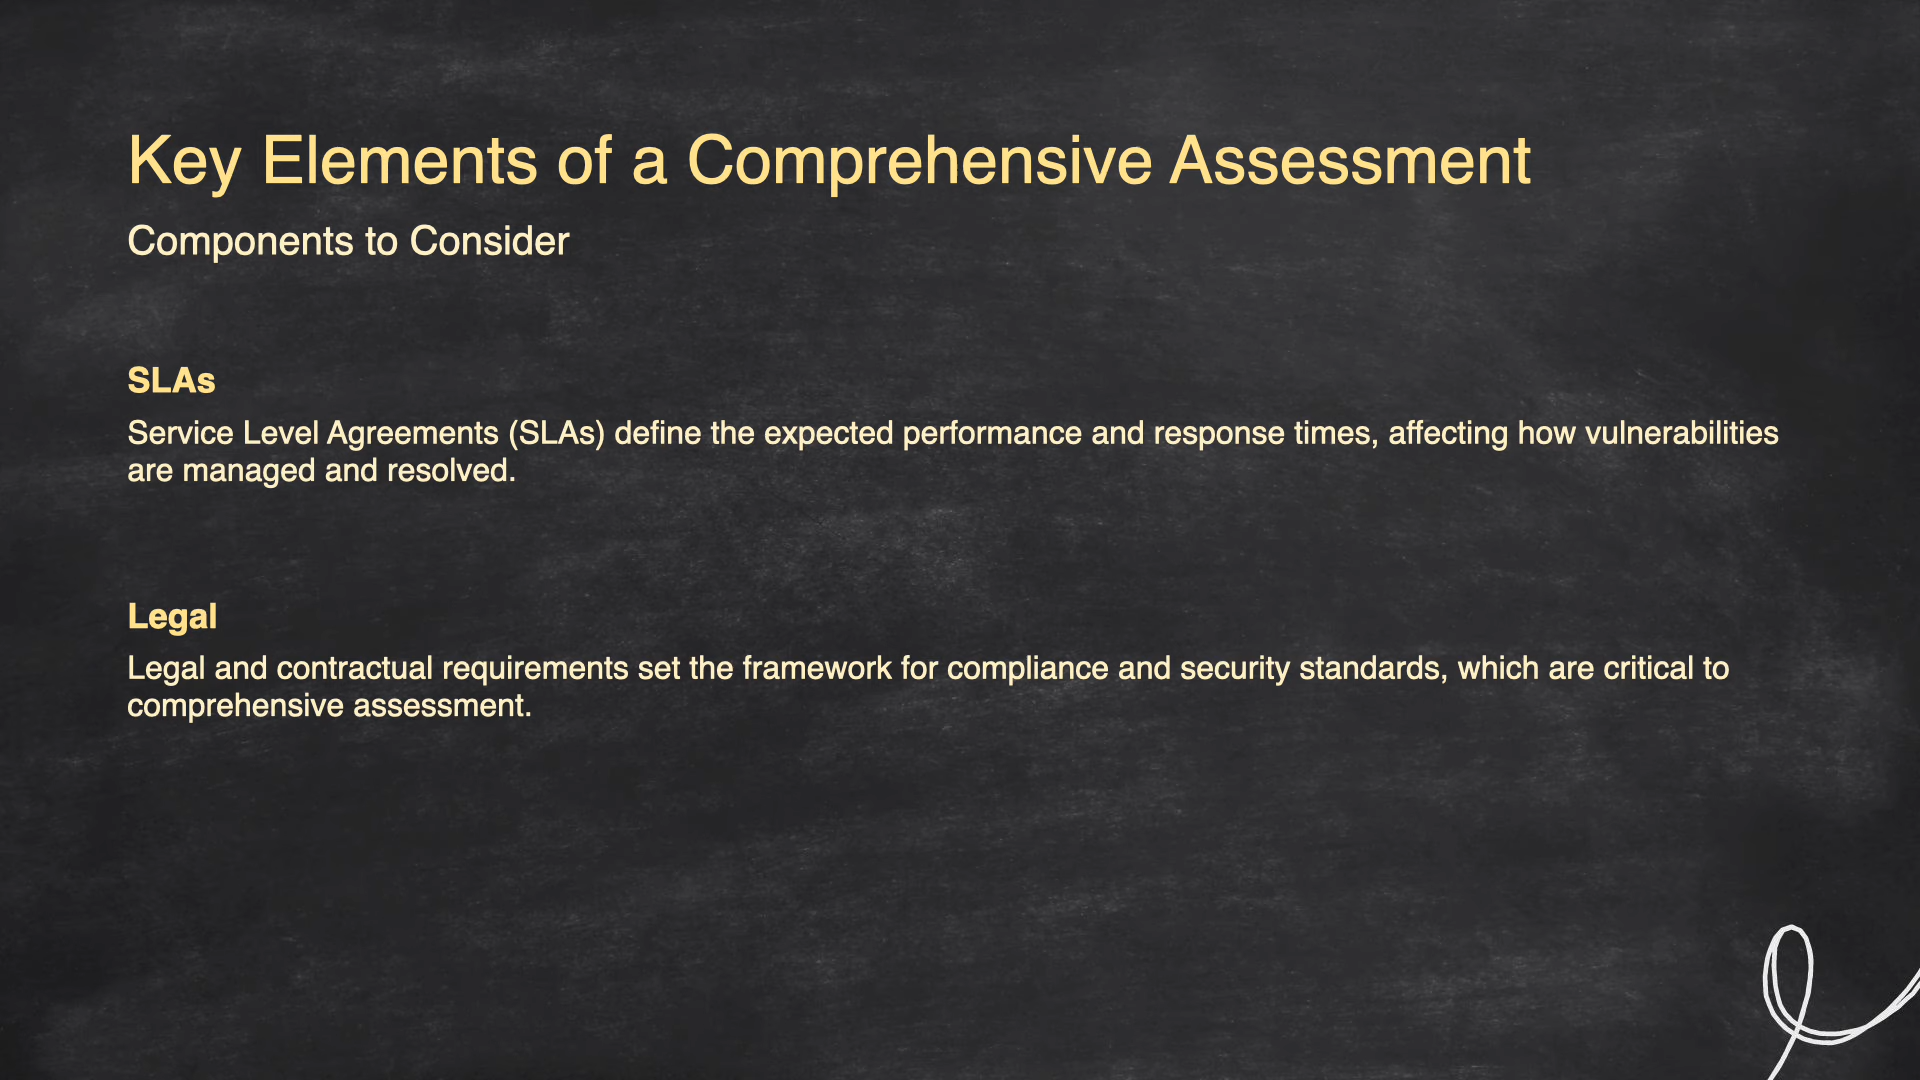 Key Elements of a Comprehensive Assessment
Components to Consider
SLAs
Service Level Agreements (SLAs) define the expected performance and response times, affecting how vulnerabilities
are managed and resolved.
Legal
Legal and contractual requirements set the framework for compliance and security standards, which are critical to
comprehensive assessment.